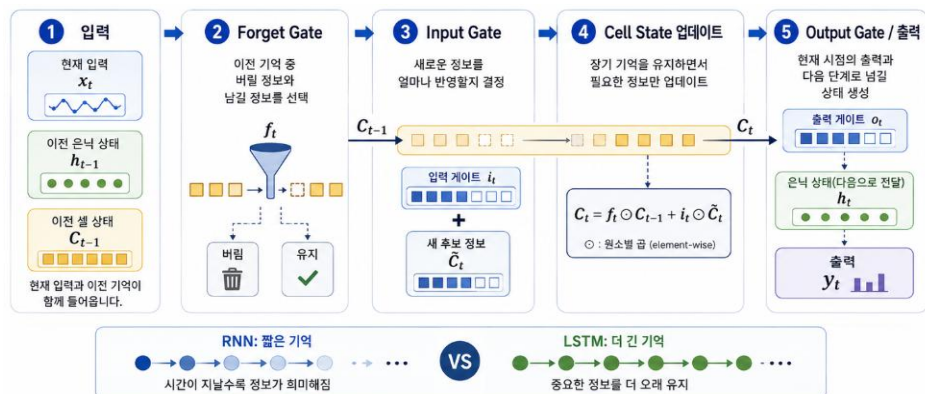 1 입력
현재 입력
x_t
이전 은닉 상태
h_{t-1}
이전 셀 상태
C_{t-1}
현재 입력과 이전 기억이
함께 들어옵니다.
2 Forget Gate
이전 기억 중
버릴 정보와
남길 정보를 선택
f_t
버림
유지
3 Input Gate
새로운 정보를
얼마나 반영할지 결정
C_{t-1}
입력 게이트 i_t
+
새 후보 정보
C̃_t
4 Cell State 업데이트
장기 기억을 유지하면서
필요한 정보만 업데이트
C_t = f_t ⊙ C_{t-1} + i_t ⊙ C̃_t
⊙ : 원소별 곱 (element-wise)
C_t
5 Output Gate / 출력
현재 시점의 출력과
다음 단계로 넘길
상태 생성
출력 게이트 o_t
은닉 상태(다음으로 전달)
h_t
출력
y_t
RNN: 짧은 기억
시간이 지날수록 정보가 희미해짐
VS
LSTM: 더 긴 기억
중요한 정보를 더 오래 유지